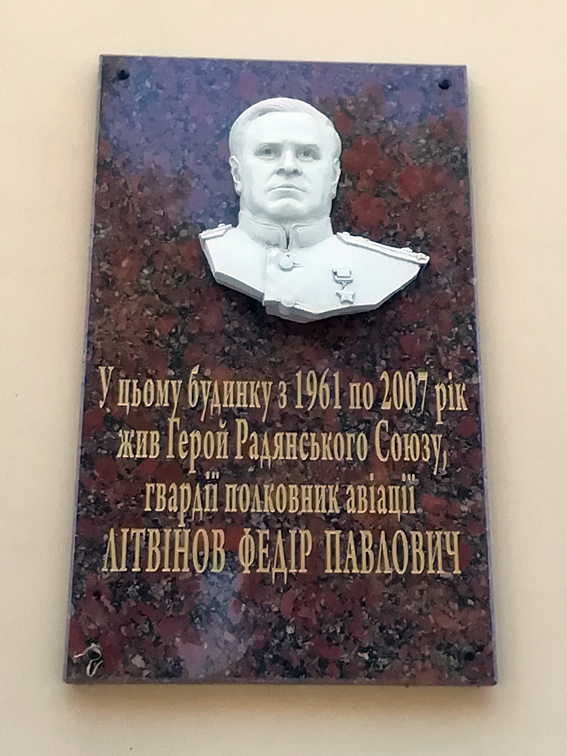 У цьому будинку з 1961 по 2007 рік
жив Герой Радянського Союзу,
гвардії полковник авіації
ЛІТВІНОВ ФЕДІР ПАВЛОВИЧ